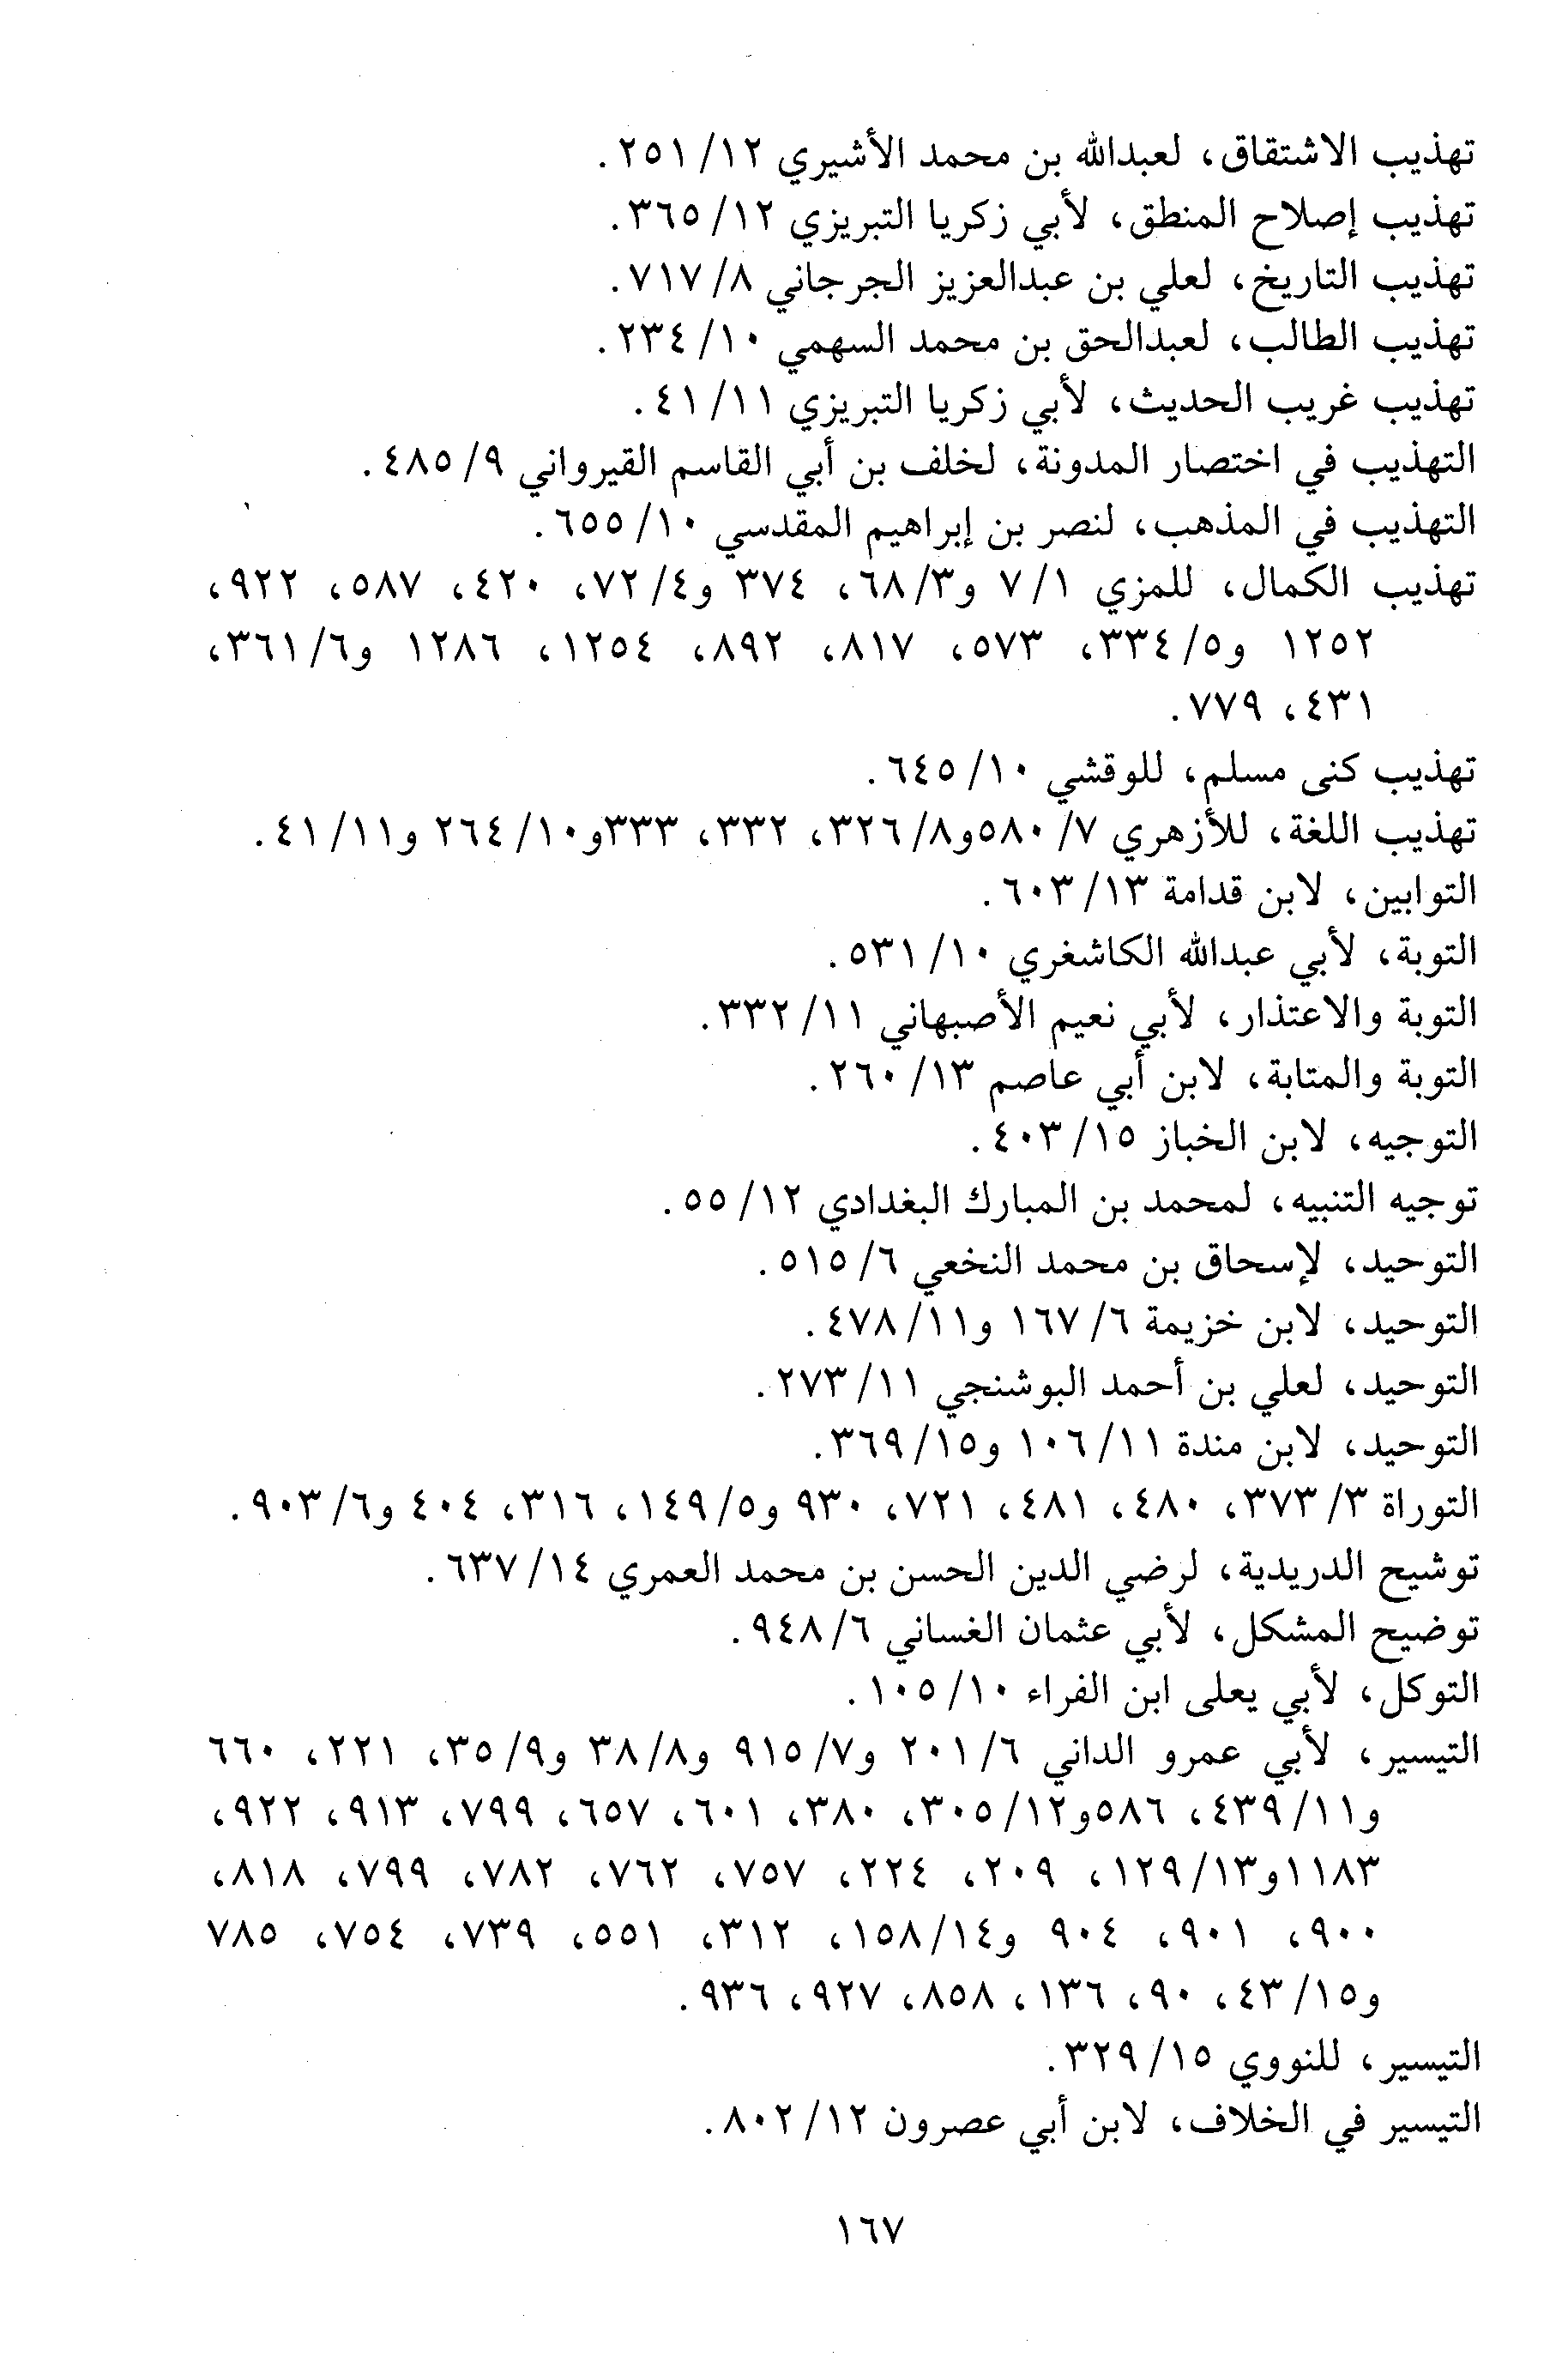 تهذيب الاشتقاق، لعبدالله بن محمد الأشيري ١٢/ ٢٥١.
تهذيب إصلاح المنطق، لأبي زكريا التبريزي ١٢/ ٣٦٥.
تهذيب التاريخ، لعلي بن عبدالعزيز الجرجاني ٨/ ٧١٧.
تهذيب الطالب، لعبدالحق بن محمد السهمي ١٠/ ٢٣٤.
تهذيب غريب الحديث، لأبي زكريا التبريزي ١١/ ٤١.
التهذيب في اختصار المدونة، لخلف بن أبي القاسم القيرواني ٩/ ٤٨٥.
التهذيب في المذهب، لنصر بن إبراهيم المقدسي ١٠/ ٦٥٥.
تهذيب الكمال، للمزي ١/ ٧ و٣/ ٦٨، ٣٧٤ و٤/ ٧٢، ٤٢٠، ٥٨٧، ٩٢٢،
١٢٥٢ و٥/ ٣٣٤، ٥٧٣، ٨١٧، ٨٩٢، ١٢٥٤، ١٢٨٦ و٦/ ٣٦١،
٤٣١، ٧٧٩.
تهذيب كنى مسلم، للوقشي ١٠/ ٦٤٥.
تهذيب اللغة، للأزهري ٧/ ٥٨٠و٨/ ٣٢٦، ٣٣٢، ٣٣٣و١٠/ ٢٦٤ و١١/ ٤١.
التوابين، لابن قدامة ١٣/ ٦٠٣.
التوبة، لأبي عبدالله الكاشغري ١٠/ ٥٣١.
التوبة والاعتذار، لأبي نعيم الأصبهاني ١١/ ٣٣٢.
التوبة والمتابة، لابن أبي عاصم ١٣/ ٢٦٠.
التوجيه، لابن الخباز ١٥/ ٤٠٣.
توجيه التنبيه، لمحمد بن المبارك البغدادي ١٢/ ٥٥.
التوحيد، لإسحاق بن محمد النخعي ٦/ ٥١٥.
التوحيد، لابن خزيمة ٦/ ١٦٧ و١١/ ٤٧٨.
التوحيد، لعلي بن أحمد البوشنجي ١١/ ٢٧٣.
التوحيد، لابن مندة ١١/ ١٠٦ و١٥/ ٣٦٩.
التوراة ٣/ ٣٧٣، ٤٨٠، ٤٨١، ٧٢١، ٩٣٠ و٥/ ١٤٩، ٣١٦، ٤٠٤ و٦/ ٩٠٣.
توشيح الدريدية، لرضي الدين الحسن بن محمد العمري ١٤/ ٦٣٧.
توضيح المشكل، لأبي عثمان الغساني ٦/ ٩٤٨.
التوكل، لأبي يعلى ابن الفراء ١٠/ ١٠٥.
التيسير، لأبي عمرو الداني ٦/ ٢٠١ و٧/ ٩١٥ و٨/ ٣٨ و٩/ ٣٥، ٢٢١، ٦٦٠
و١١/ ٤٣٩، ٥٨٦و١٢/ ٣٠٥، ٣٨٠، ٦٠١، ٦٥٧، ٧٩٩، ٩١٣، ٩٢٢،
١١٨٣و١٣/ ١٢٩، ٢٠٩، ٢٢٤، ٧٥٧، ٧٦٢، ٧٨٢، ٧٩٩، ٨١٨،
٩٠٠، ٩٠١، ٩٠٤ و١٤/ ١٥٨، ٣١٢، ٥٥١، ٧٣٩، ٧٥٤، ٧٨٥
و١٥/ ٤٣، ٩٠، ١٣٦، ٨٥٨، ٩٢٧، ٩٣٦.
التيسير، للنووي ١٥/ ٣٢٩.
التيسير في الخلاف، لابن أبي عصرون ١٢/ ٨٠٢.
١٦٧